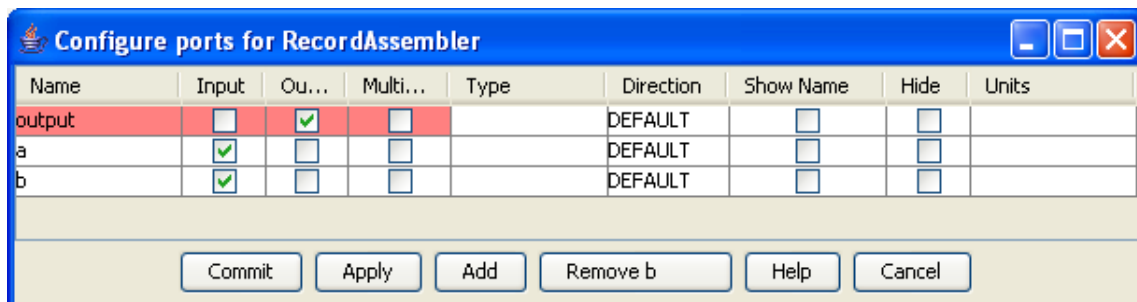 Configure ports for RecordAssembler
Name Input Ou... Multi... Type Direction Show Name Hide Units
output DEFAULT
a DEFAULT
b DEFAULT
Commit Apply Add Remove b Help Cancel